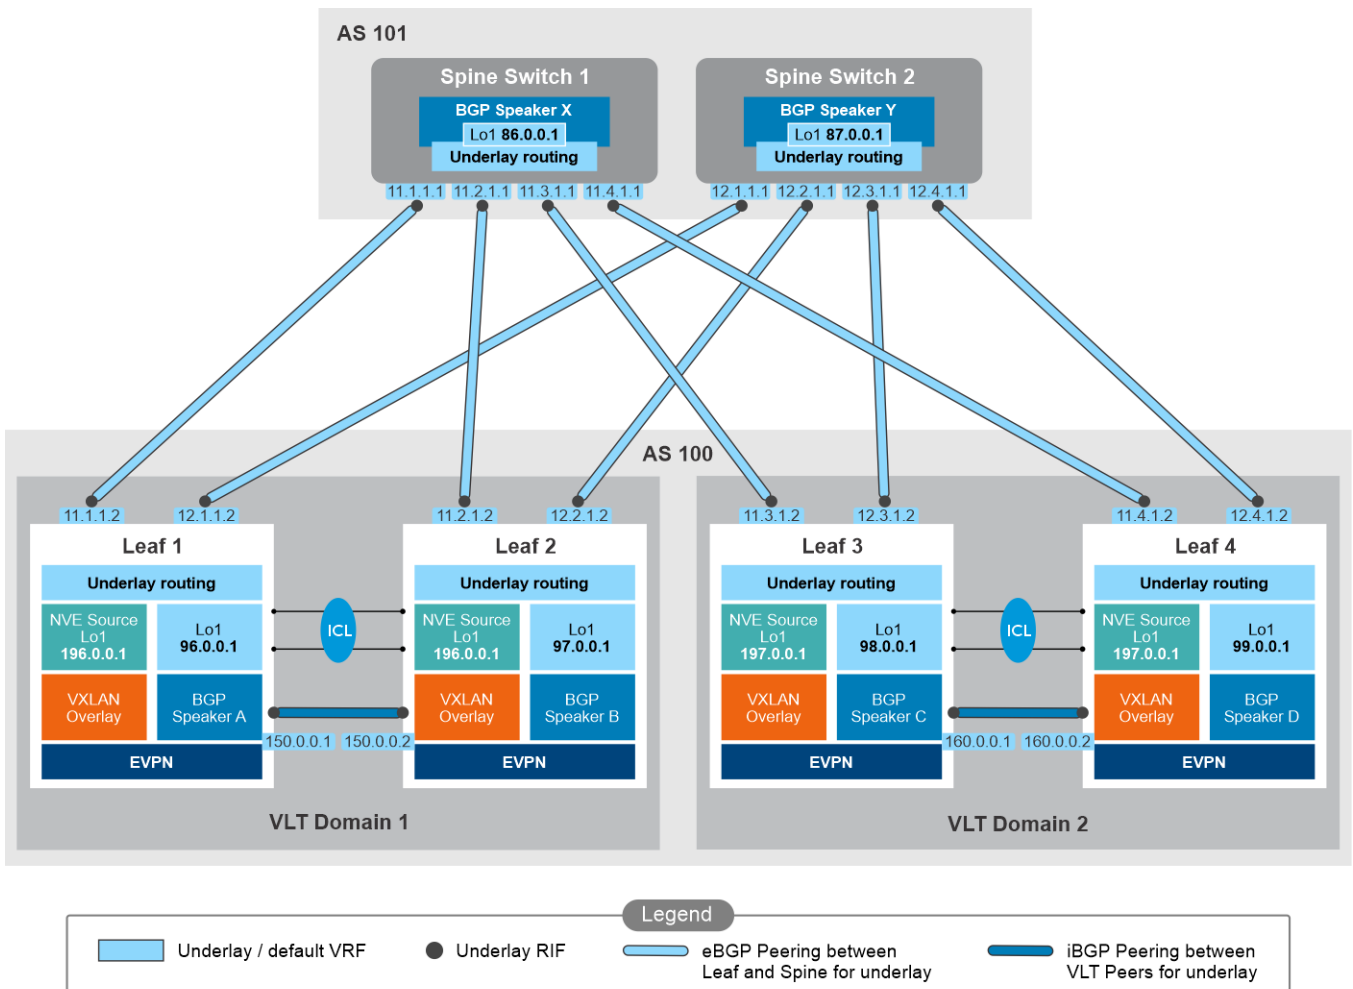 AS 101
Spine Switch 1
Spine Switch 2
BGP Speaker X
BGP Speaker Y
Lo1 86.0.0.1
Lo1 87.0.0.1
Underlay routing
Underlay routing
11.1.1.1 11.2.1.1 11.3.1.1 11.4.1.1
12.1.1.1 12.2.1.1 12.3.1.1 12.4.1.1
AS 100
11.1.1.2 12.1.1.2
11.2.1.2 12.2.1.2
11.3.1.2 12.3.1.2
11.4.1.2 12.4.1.2
Leaf 1
Underlay routing
NVE Source
Lo1
196.0.0.1
Lo1
96.0.0.1
VXLAN
Overlay
BGP
Speaker A
EVPN
ICL
150.0.0.1 150.0.0.2
Leaf 2
Underlay routing
NVE Source
Lo1
196.0.0.1
Lo1
97.0.0.1
VXLAN
Overlay
BGP
Speaker B
EVPN
VLT Domain 1
Leaf 3
Underlay routing
NVE Source
Lo1
197.0.0.1
Lo1
98.0.0.1
VXLAN
Overlay
BGP
Speaker C
EVPN
ICL
160.0.0.1 160.0.0.2
Leaf 4
Underlay routing
NVE Source
Lo1
197.0.0.1
Lo1
99.0.0.1
VXLAN
Overlay
BGP
Speaker D
EVPN
VLT Domain 2
Legend
Underlay / default VRF
Underlay RIF
eBGP Peering between
Leaf and Spine for underlay
iBGP Peering between
VLT Peers for underlay